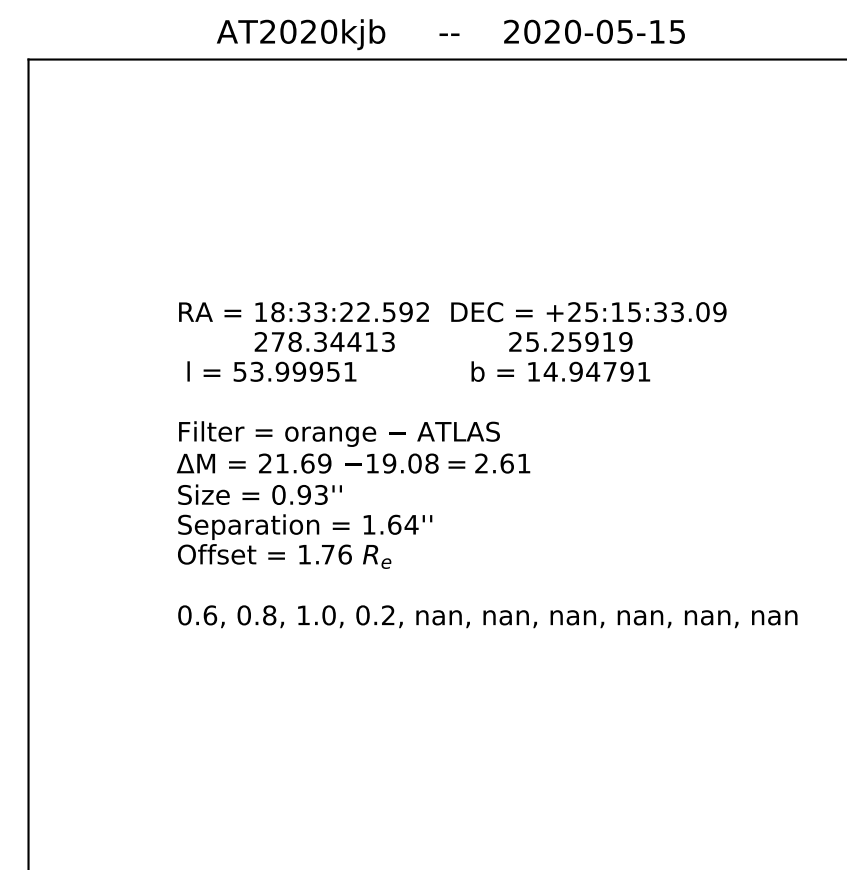 AT2020kjb -- 2020-05-15
RA = 18:33:22.592 DEC = +25:15:33.09
278.34413 25.25919
l = 53.99951 b = 14.94791
Filter = orange − ATLAS
ΔM = 21.69 −19.08 = 2.61
Size = 0.93''
Separation = 1.64''
Offset = 1.76 Re
0.6, 0.8, 1.0, 0.2, nan, nan, nan, nan, nan, nan